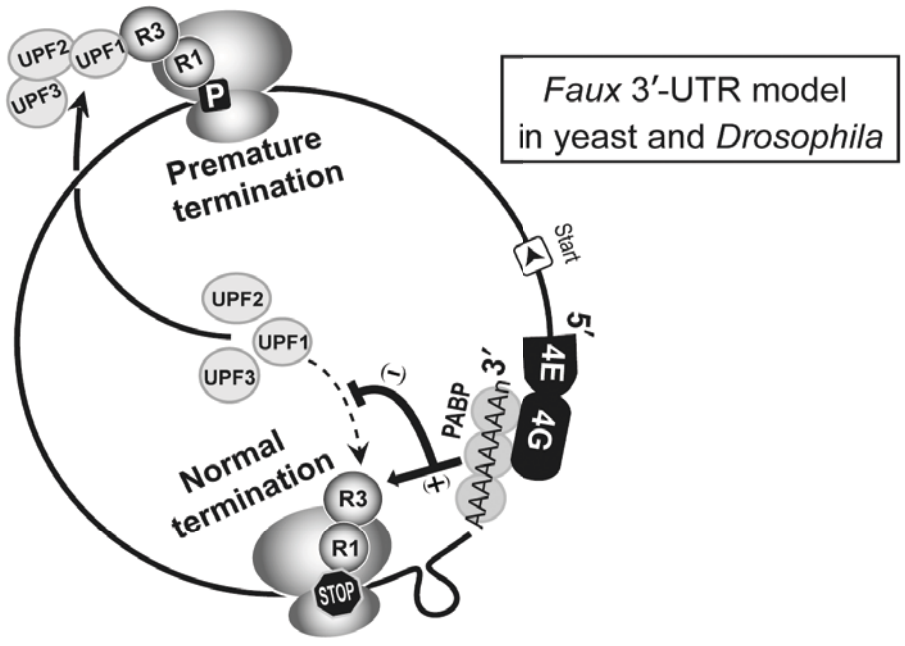 UPF2
UPF1
R3
UPF3
R1
P
Faux 3′-UTR model
in yeast and Drosophila
Premature
termination
Start
UPF2
UPF1
UPF3
5′
4E
4G
3′
PABP
AAAAAAAAn
(−)
(+)
Normal
termination
R3
R1
STOP